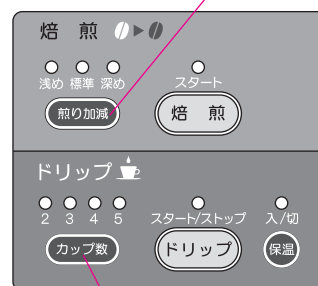 焙 煎
浅め 標準 深め スタート
煎り加減 焙 煎
ドリップ
2 3 4 5 スタート/ストップ 入/切
カップ数 ドリップ 保温